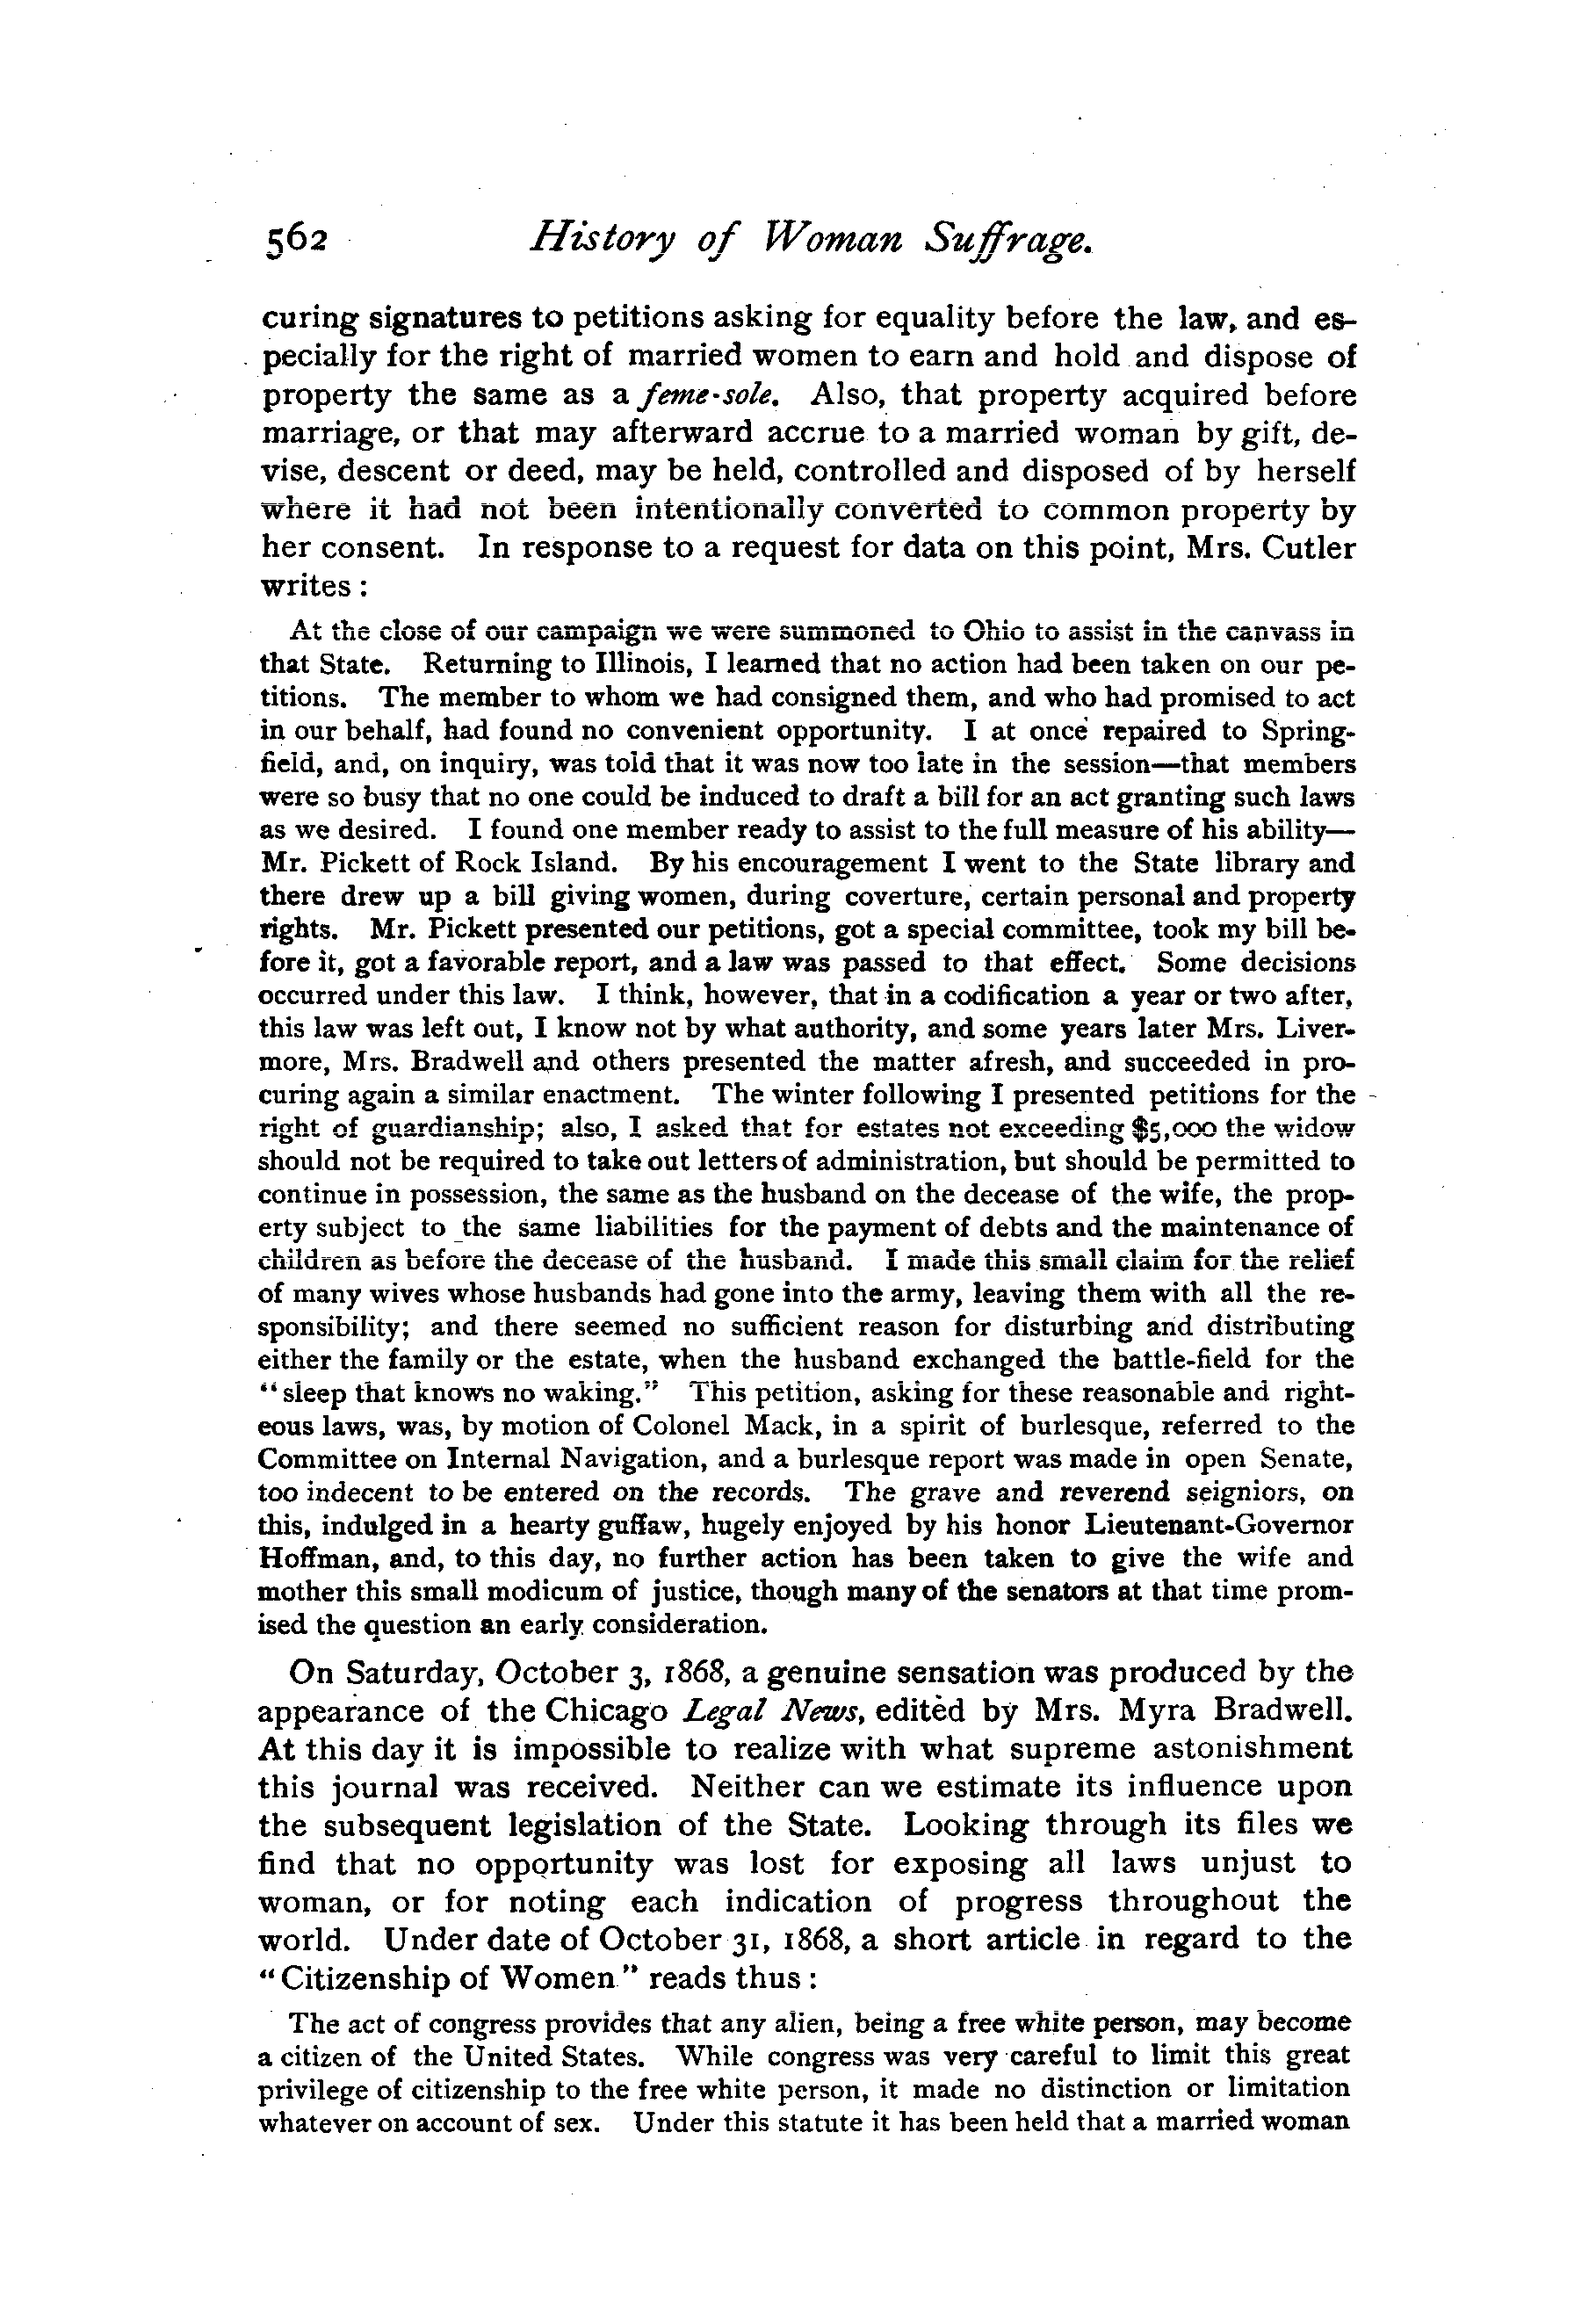 562 History of Woman Suffrage.
curing signatures to petitions asking for equality before the law, and es-
pecially for the right of married women to earn and hold and dispose of
property the same as a feme-sole. Also, that property acquired before
marriage, or that may afterward accrue to a married woman by gift, de-
vise, descent or deed, may be held, controlled and disposed of by herself
where it had not been intentionally converted to common property by
her consent. In response to a request for data on this point, Mrs. Cutler
writes:
At the close of our campaign we were summoned to Ohio to assist in the canvass in
that State. Returning to Illinois, I learned that no action had been taken on our pe-
titions. The member to whom we had consigned them, and who had promised to act
in our behalf, had found no convenient opportunity. I at once repaired to Spring-
field, and, on inquiry, was told that it was now too late in the session—that members
were so busy that no one could be induced to draft a bill for an act granting such laws
as we desired. I found one member ready to assist to the full measure of his ability—
Mr. Pickett of Rock Island. By his encouragement I went to the State library and
there drew up a bill giving women, during coverture, certain personal and property
rights. Mr. Pickett presented our petitions, got a special committee, took my bill be-
fore it, got a favorable report, and a law was passed to that effect. Some decisions
occurred under this law. I think, however, that in a codification a year or two after,
this law was left out, I know not by what authority, and some years later Mrs. Liver-
more, Mrs. Bradwell and others presented the matter afresh, and succeeded in pro-
curing again a similar enactment. The winter following I presented petitions for the
right of guardianship; also, I asked that for estates not exceeding $5,000 the widow
should not be required to take out letters of administration, but should be permitted to
continue in possession, the same as the husband on the decease of the wife, the prop-
erty subject to the same liabilities for the payment of debts and the maintenance of
children as before the decease of the husband. I made this small claim for the relief
of many wives whose husbands had gone into the army, leaving them with all the re-
sponsibility; and there seemed no sufficient reason for disturbing and distributing
either the family or the estate, when the husband exchanged the battle-field for the
"sleep that knows no waking." This petition, asking for these reasonable and right-
eous laws, was, by motion of Colonel Mack, in a spirit of burlesque, referred to the
Committee on Internal Navigation, and a burlesque report was made in open Senate,
too indecent to be entered on the records. The grave and reverend seigniors, on
this, indulged in a hearty guffaw, hugely enjoyed by his honor Lieutenant-Governor
Hoffman, and, to this day, no further action has been taken to give the wife and
mother this small modicum of justice, though many of the senators at that time prom-
ised the question an early consideration.
On Saturday, October 3, 1868, a genuine sensation was produced by the
appearance of the Chicago Legal News, edited by Mrs. Myra Bradwell.
At this day it is impossible to realize with what supreme astonishment
this journal was received. Neither can we estimate its influence upon
the subsequent legislation of the State. Looking through its files we
find that no opportunity was lost for exposing all laws unjust to
woman, or for noting each indication of progress throughout the
world. Under date of October 31, 1868, a short article in regard to the
"Citizenship of Women" reads thus:
The act of congress provides that any alien, being a free white person, may become
a citizen of the United States. While congress was very careful to limit this great
privilege of citizenship to the free white person, it made no distinction or limitation
whatever on account of sex. Under this statute it has been held that a married woman